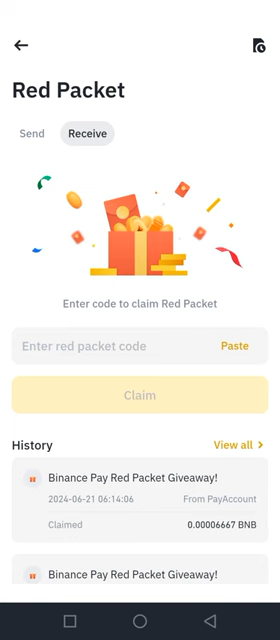 Red Packet
Send Receive
Enter code to claim Red Packet
Enter red packet code Paste
Claim
History View all
Binance Pay Red Packet Giveaway!
2024-06-21 06:14:06 From PayAccount
Claimed 0.00006667 BNB
Binance Pay Red Packet Giveaway!